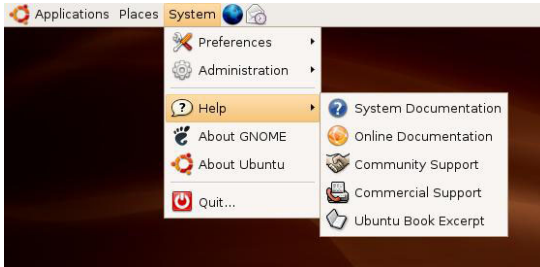 Applications Places System
Preferences
Administration
Help
About GNOME
About Ubuntu
Quit...
System Documentation
Online Documentation
Community Support
Commercial Support
Ubuntu Book Excerpt